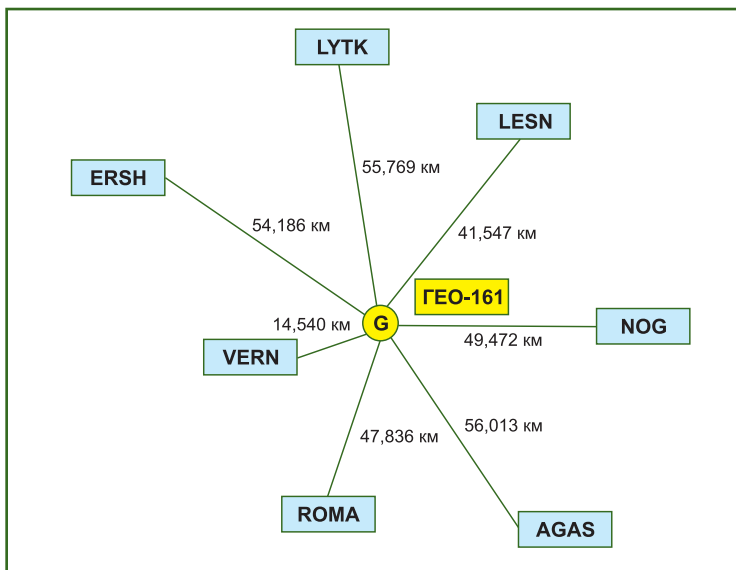 LYTK
LESN
55,769 км
ERSH
54,186 км
41,547 км
ГЕО-161
14,540 км
G
NOG
49,472 км
VERN
56,013 км
47,836 км
ROMA
AGAS